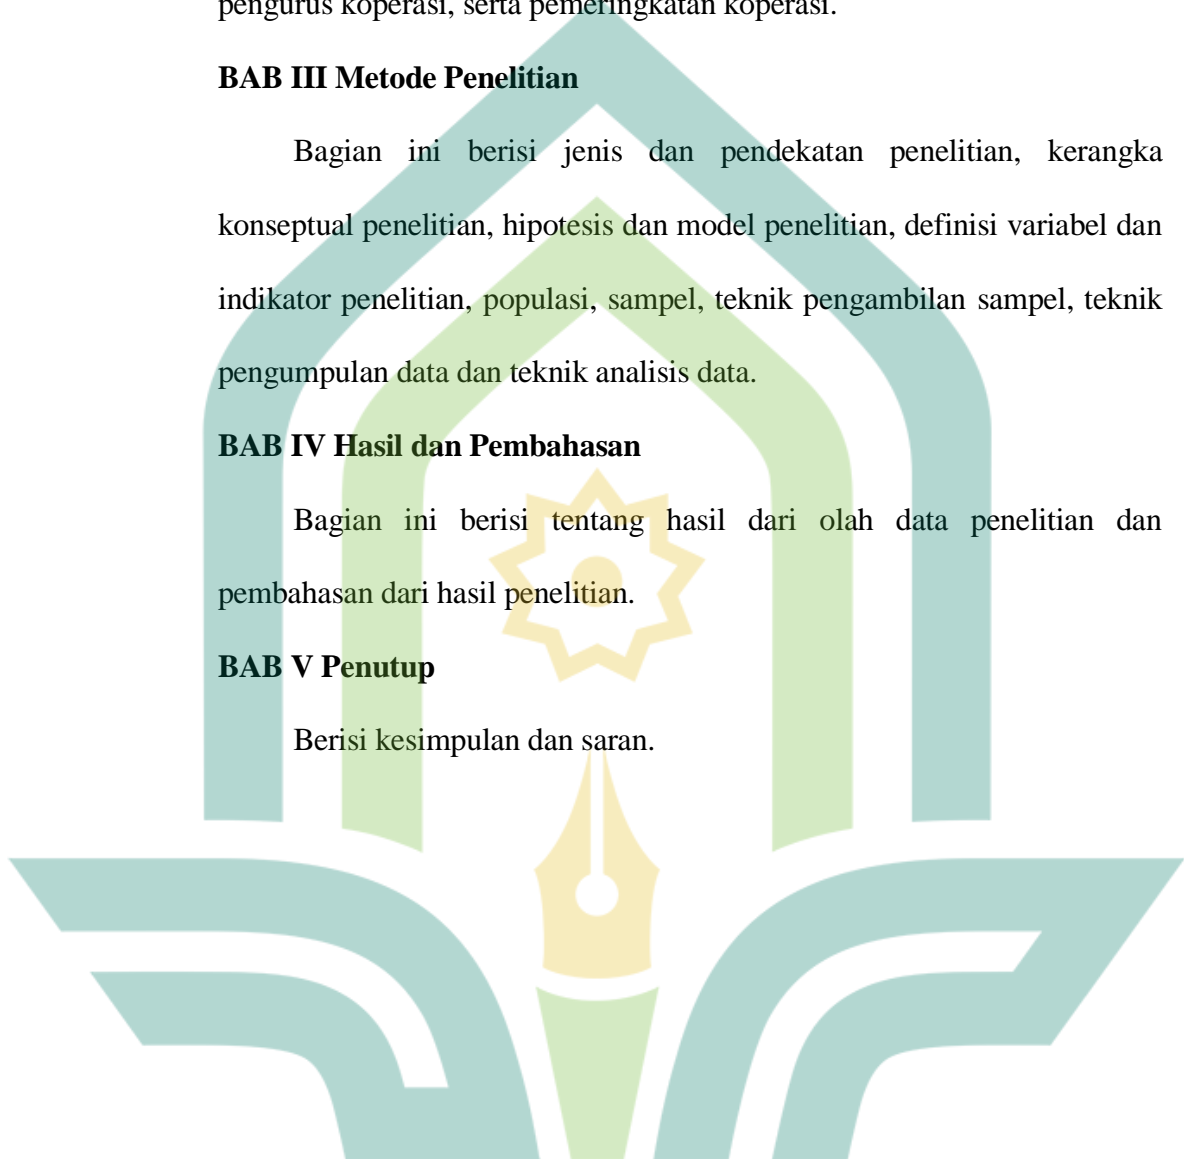 pengurus koperasi, serta pemeringkatan koperasi.
BAB III Metode Penelitian
Bagian ini berisi jenis dan pendekatan penelitian, kerangka
konseptual penelitian, hipotesis dan model penelitian, definisi variabel dan
indikator penelitian, populasi, sampel, teknik pengambilan sampel, teknik
pengumpulan data dan teknik analisis data.
BAB IV Hasil dan Pembahasan
Bagian ini berisi tentang hasil dari olah data penelitian dan
pembahasan dari hasil penelitian.
BAB V Penutup
Berisi kesimpulan dan saran.